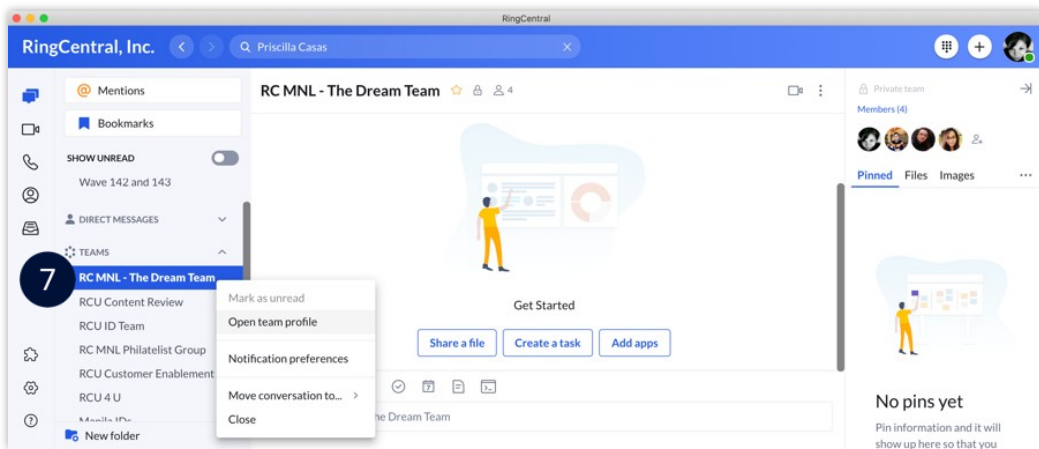 RingCentral
RingCentral, Inc.
Priscilla Casas
Mentions
Bookmarks
SHOW UNREAD
Wave 142 and 143
DIRECT MESSAGES
TEAMS
7
RC MNL - The Dream Team
RCU Content Review
RCU ID Team
RC MNL Philatelist Group
RCU Customer Enablement
RCU 4 U
Manila IDs
New folder
Mark as unread
Open team profile
Notification preferences
Move conversation to...
Close
RC MNL - The Dream Team 4
Get Started
Share a file
Create a task
Add apps
he Dream Team
Private team
Members (4)
Pinned Files Images
No pins yet
Pin information and it will
show up here so that you